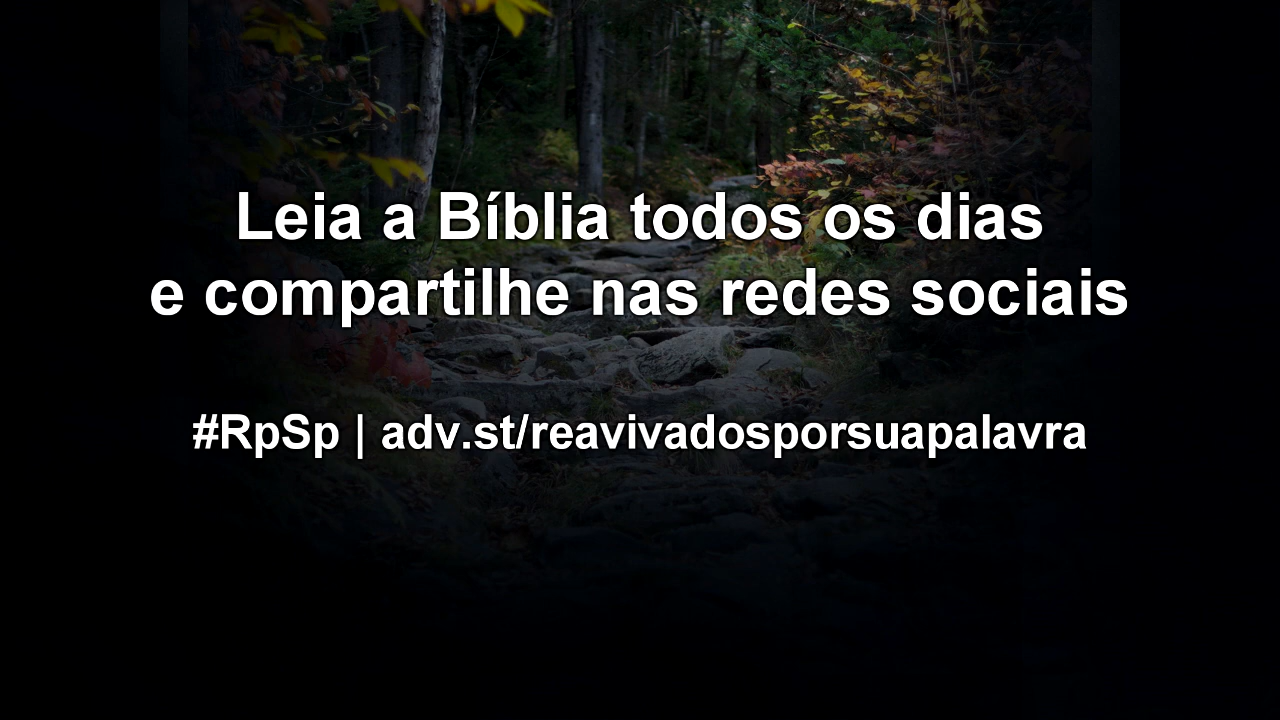 Leia a Bíblia todos os dias
e compartilhe nas redes sociais
#RpSp | adv.st/reavivadosporsuapalavra